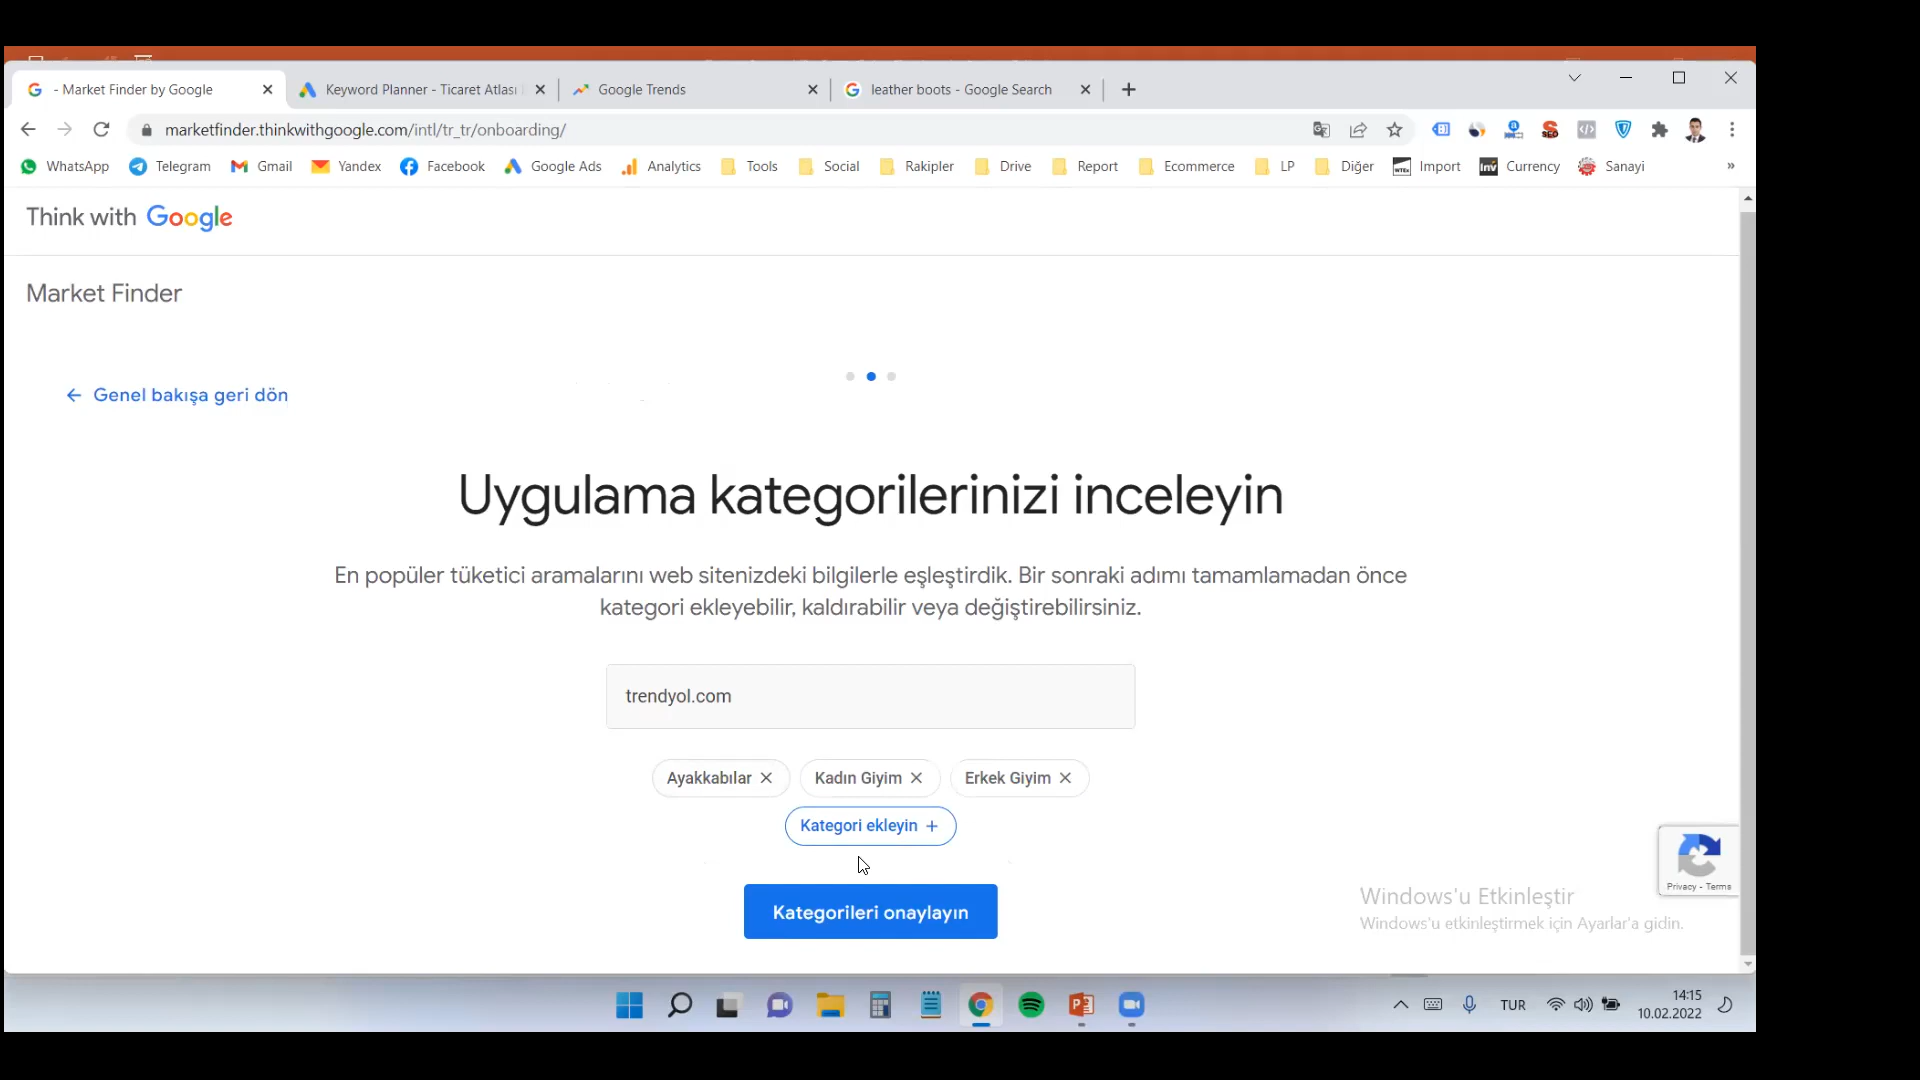 - Market Finder by Google
Keyword Planner - Ticaret Atlası
Google Trends
leather boots - Google Search
marketfinder.thinkwithgoogle.com/intl/tr_tr/onboarding/
WhatsApp Telegram Gmail Yandex Facebook Google Ads Analytics Tools Social Rakipler Drive Report Ecommerce LP Diğer Import Currency Sanayi »
Think with Google
Market Finder
← Genel bakışa geri dön
Uygulama kategorilerinizi inceleyin
En popüler tüketici aramalarını web sitenizdeki bilgilerle eşleştirdik. Bir sonraki adımı tamamlamadan önce
kategori ekleyebilir, kaldırabilir veya değiştirebilirsiniz.
trendyol.com
Ayakkabılar
Kadın Giyim
Erkek Giyim
Kategori ekleyin +
Kategorileri onaylayın
Privacy - Terms
Windows'u Etkinleştir
Windows'u etkinleştirmek için Ayarlar'a gidin.
TUR
14:15
10.02.2022